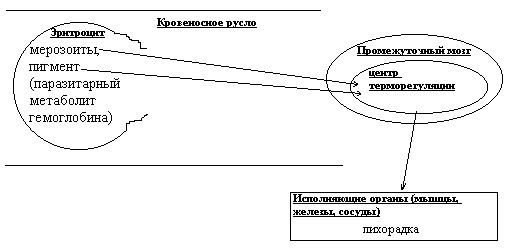 Кровеносное русло
Эритроцит
мерозоиты,
пигмент
(паразитарный
метаболит
гемоглобина)
Промежуточный мозг
центр
терморегуляции
Исполняющие органы (мышцы,
железы, сосуды)
лихорадка